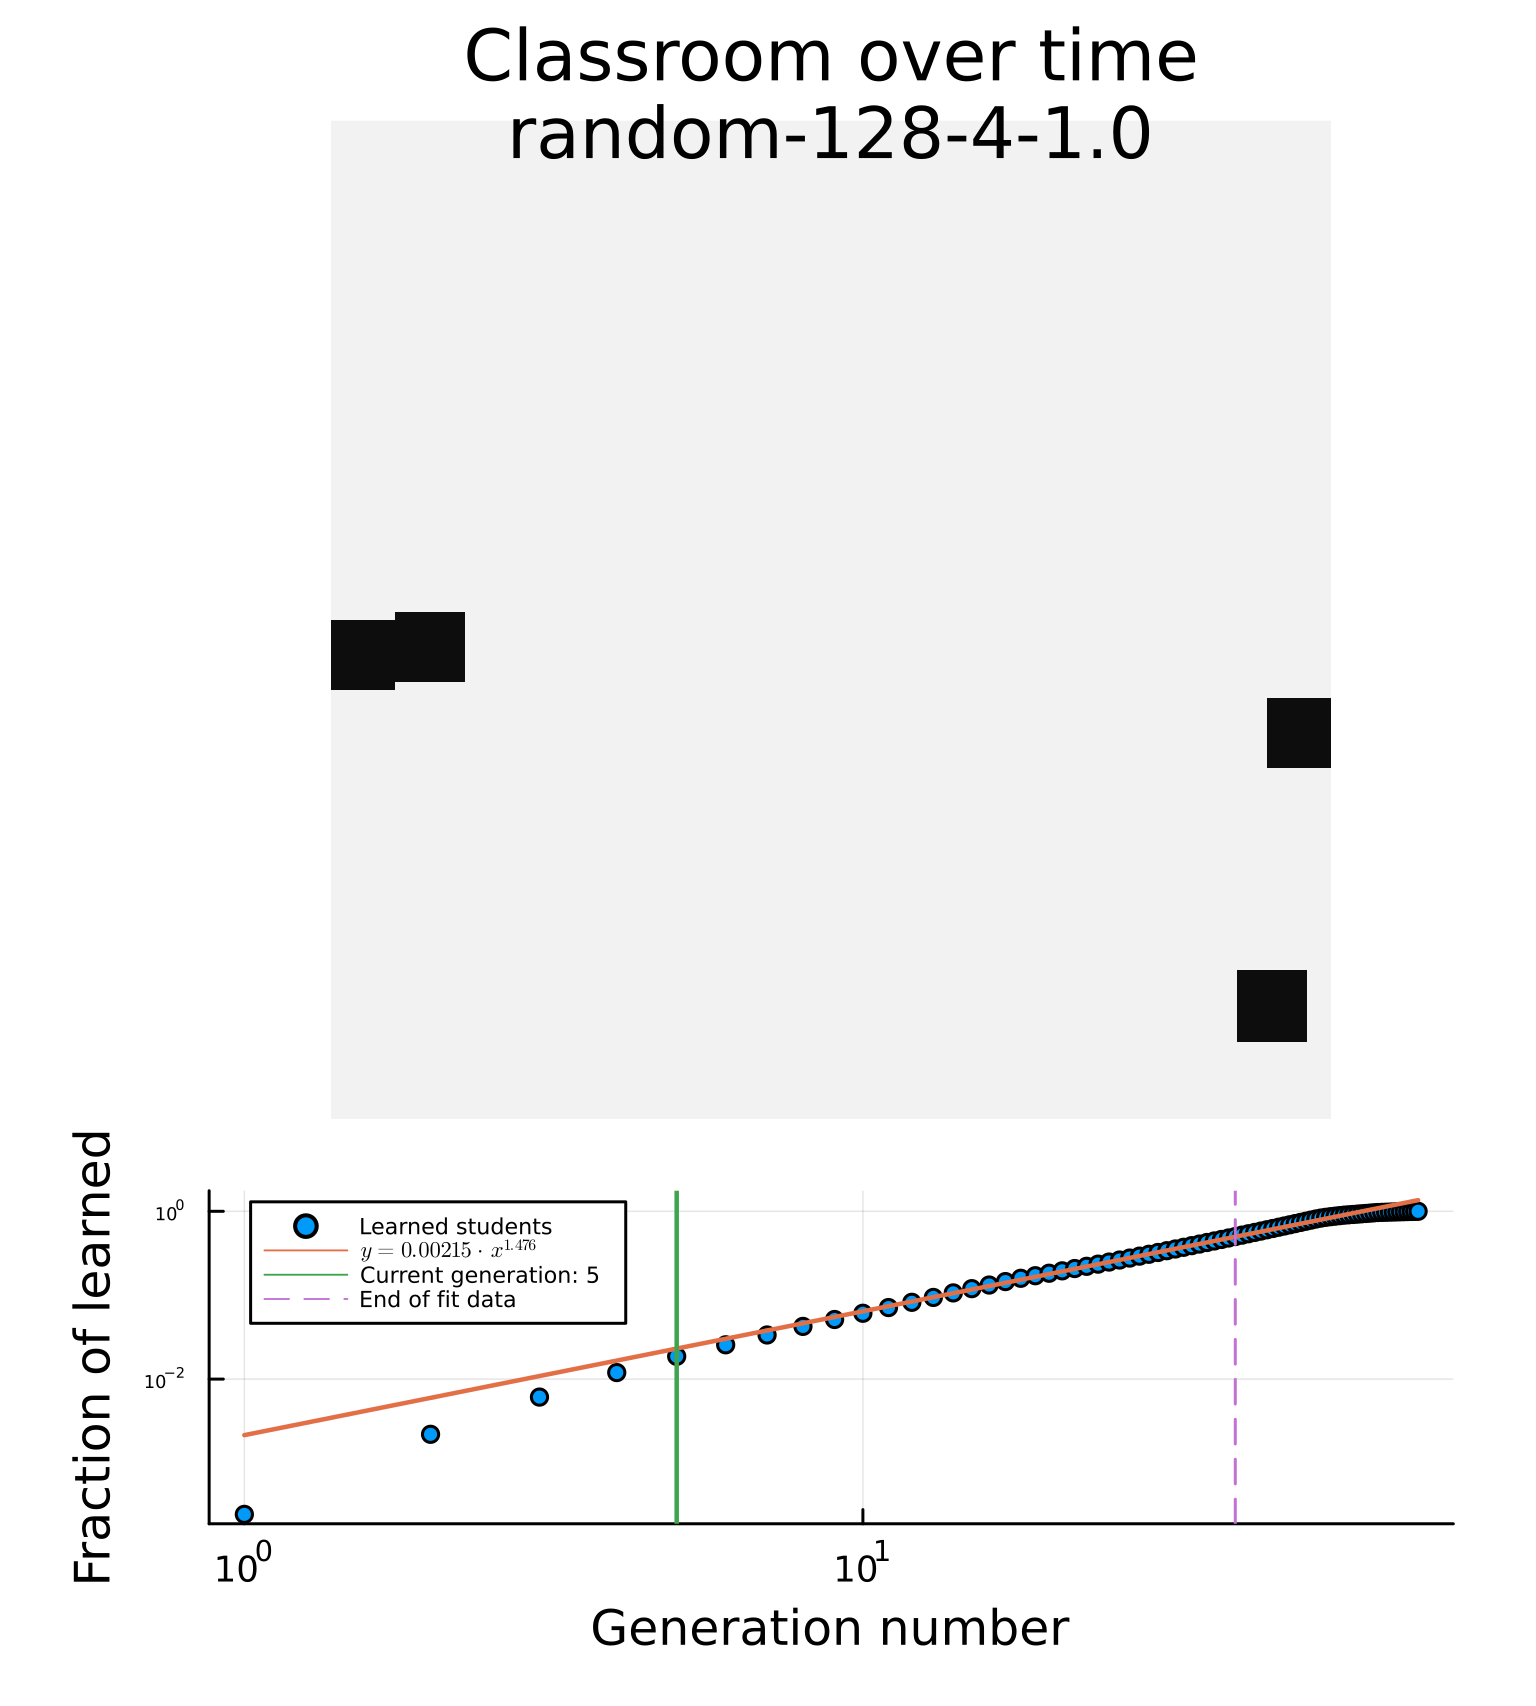 Classroom over time
random-128-4-1.0
Fraction of learned
10⁰
10⁻²
Learned students
y = 0.00215 · x^1.476
Current generation: 5
End of fit data
10⁰
10¹
Generation number